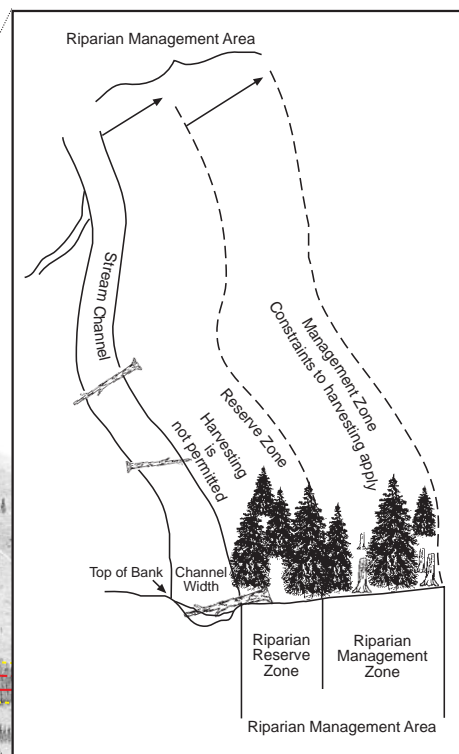 Riparian Management Area
Stream Channel
Reserve Zone
Harvesting
is
not permitted
Management Zone
Constraints to harvesting apply
Top of Bank
Channel
Width
Riparian
Reserve
Zone
Riparian
Management
Zone
Riparian Management Area